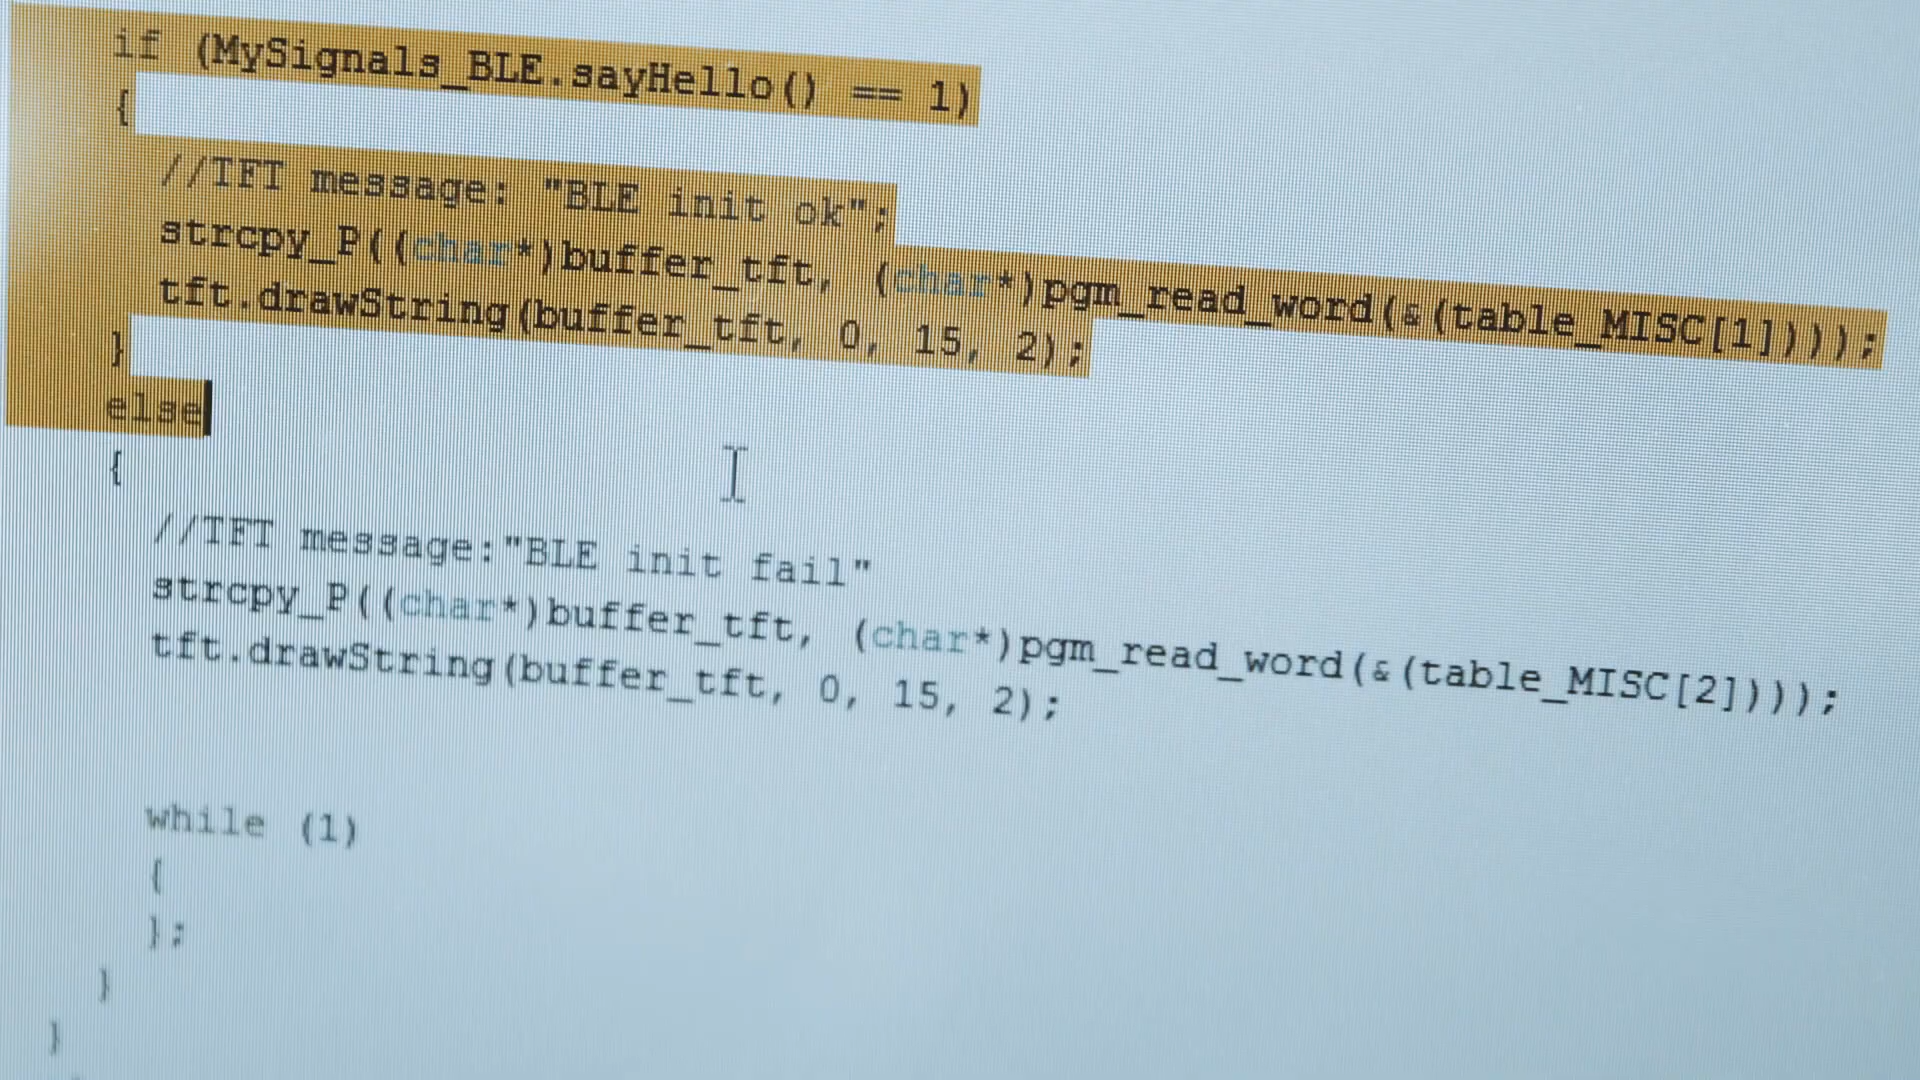 if (MySignals_BLE.sayHello() == 1)
{
//TFT message: "BLE init ok";
strcpy_P((char*)buffer_tft, (char*)pgm_read_word(&(table_MISC[1])));
tft.drawString(buffer_tft, 0, 15, 2);
}
else
{
//TFT message:"BLE init fail"
strcpy_P((char*)buffer_tft, (char*)pgm_read_word(&(table_MISC[2])));
tft.drawString(buffer_tft, 0, 15, 2);
while (1)
{
};
}
}